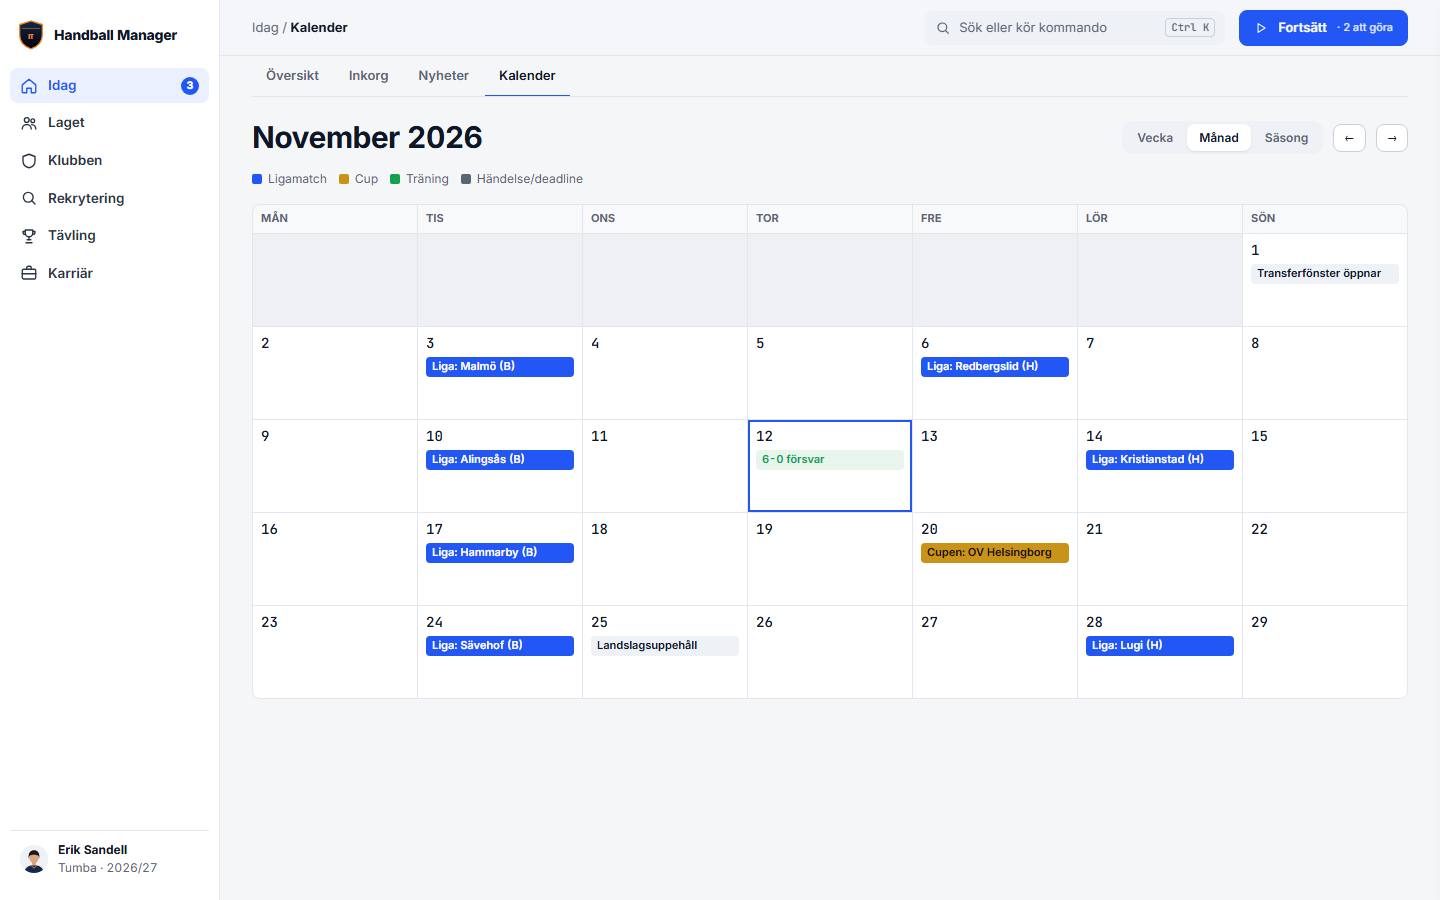 Handball Manager
Idag / Kalender
Sök eller kör kommando
Ctrl K
Fortsätt · 2 att göra
Idag
3
Laget
Klubben
Rekrytering
Tävling
Karriär
Översikt
Inkorg
Nyheter
Kalender
November 2026
Vecka
Månad
Säsong
←
→
Ligamatch
Cup
Träning
Händelse/deadline
MÅN
TIS
ONS
TOR
FRE
LÖR
SÖN
1
Transferfönster öppnar
2
3
Liga: Malmö (B)
4
5
6
Liga: Redbergslid (H)
7
8
9
10
Liga: Alingsås (B)
11
12
6-0 försvar
13
14
Liga: Kristianstad (H)
15
16
17
Liga: Hammarby (B)
18
19
20
Cupen: OV Helsingborg
21
22
23
24
Liga: Sävehof (B)
25
Landslagsuppehåll
26
27
28
Liga: Lugi (H)
29
Erik Sandell
Tumba · 2026/27